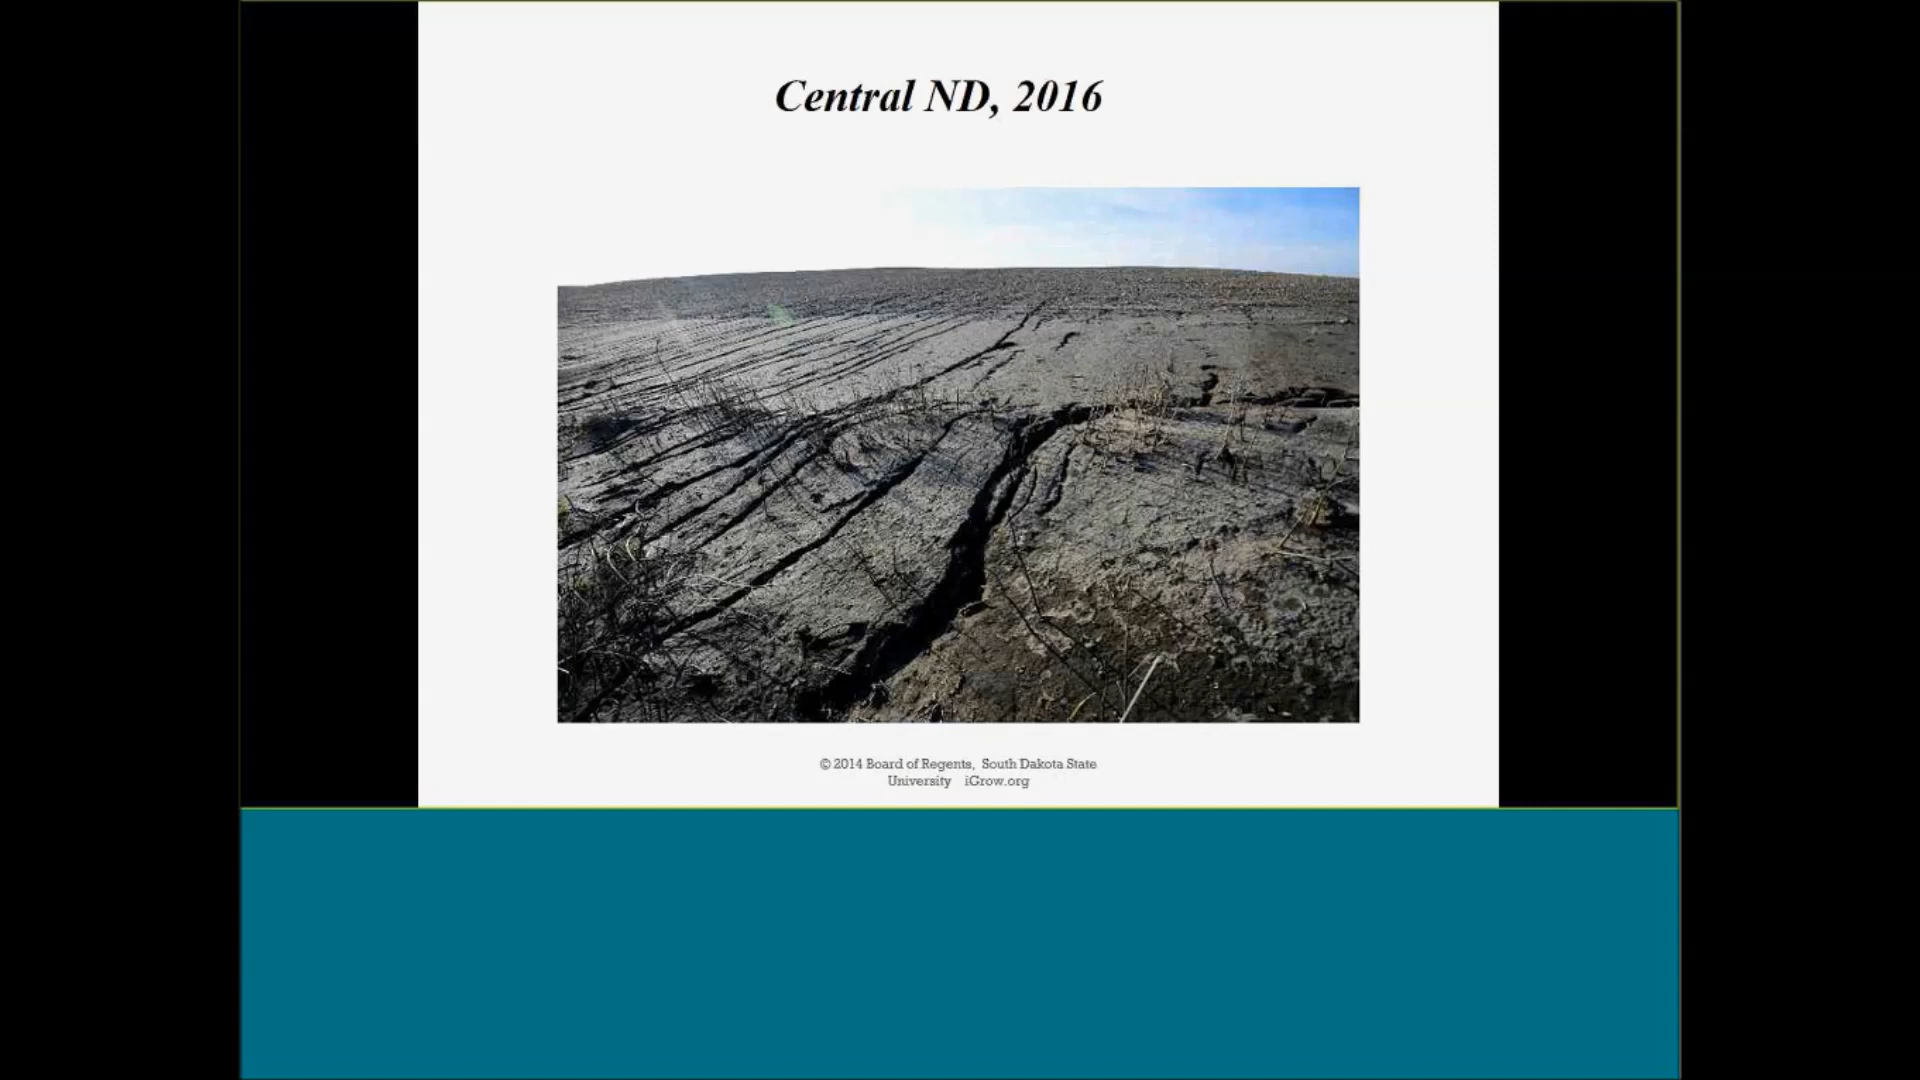 Central ND, 2016
© 2014 Board of Regents, South Dakota State
University iGrow.org